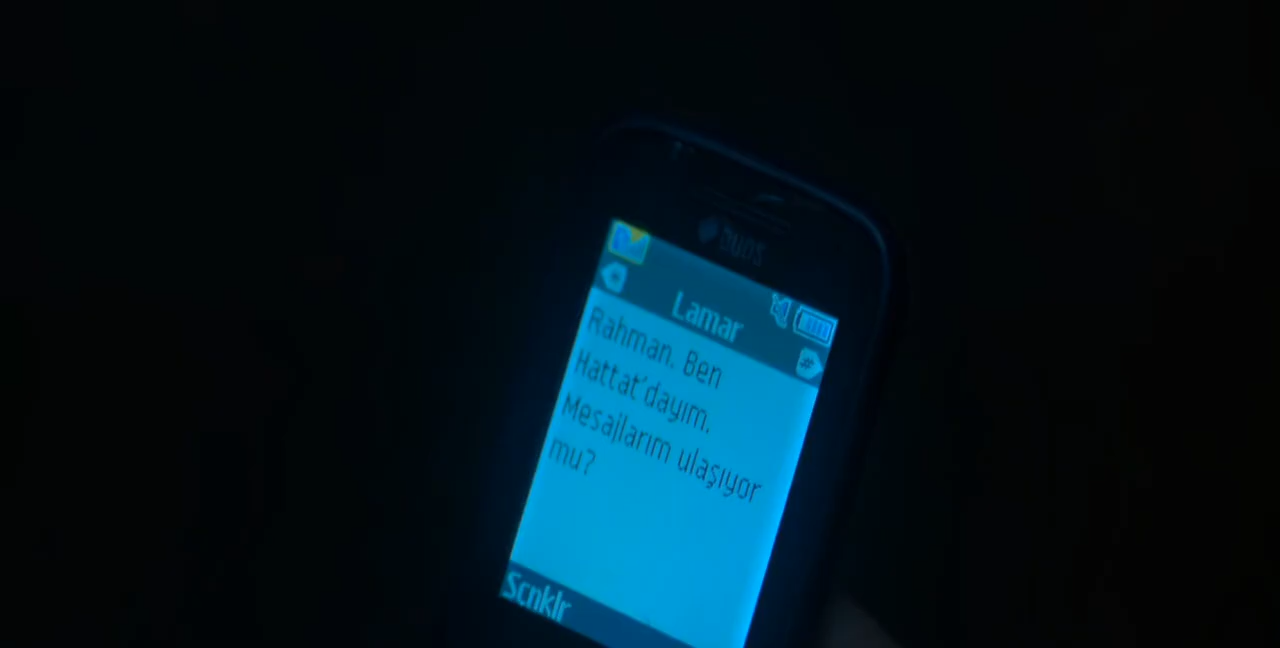 DUOS
Lamar
Rahman. Ben
Hattat'dayım.
Mesajlarım ulaşıyor
mu?
Scnklr